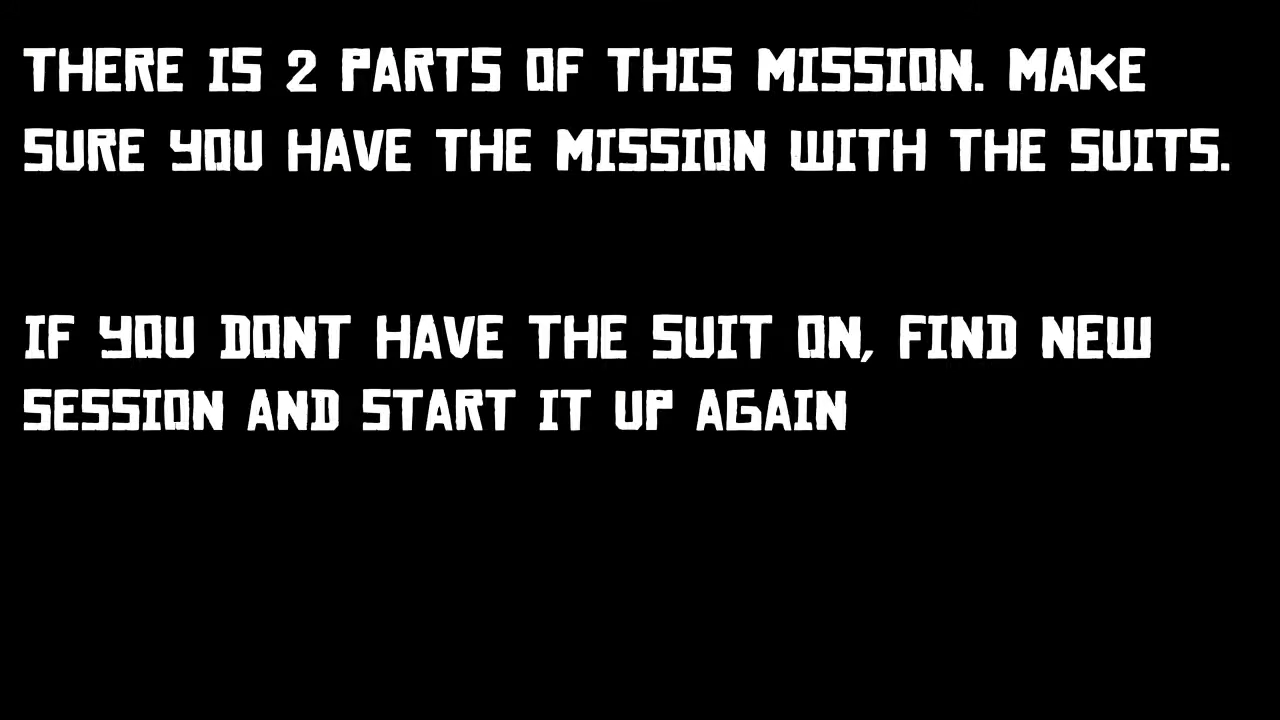 THERE IS 2 PARTS OF THIS MISSION. MAKE
SURE YOU HAVE THE MISSION WITH THE SUITS.
IF YOU DONT HAVE THE SUIT ON, FIND NEW
SESSION AND START IT UP AGAIN